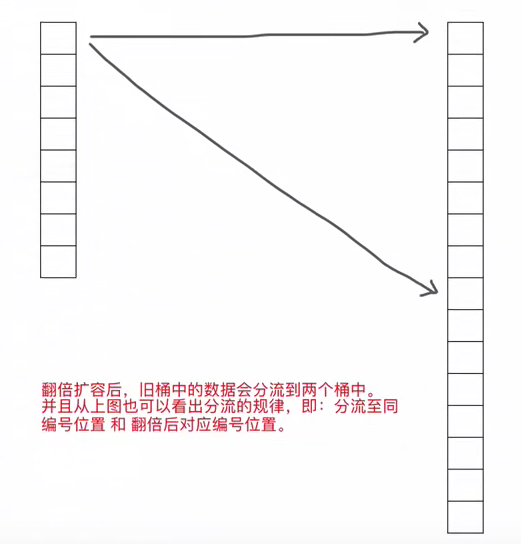 翻倍扩容后，旧桶中的数据会分流到两个桶中。
并且从上图也可以看出分流的规律，即：分流至同
编号位置 和 翻倍后对应编号位置。